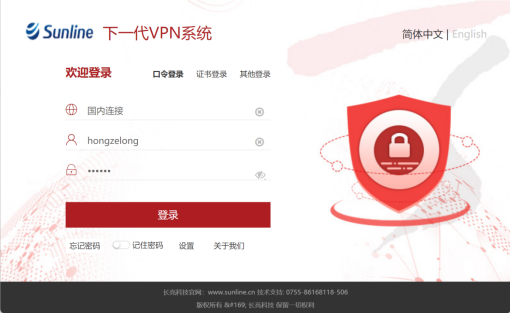 Sunline 下一代VPN系统
简体中文 | English
欢迎登录 口令登录 证书登录 其他登录
国内连接
hongzelong
••••••
登录
忘记密码 记住密码 设置 关于我们
长亮科技官网: www.sunline.cn 技术支持: 0755-86168118-506
版权所有 &#169; 长亮科技 保留一切权利